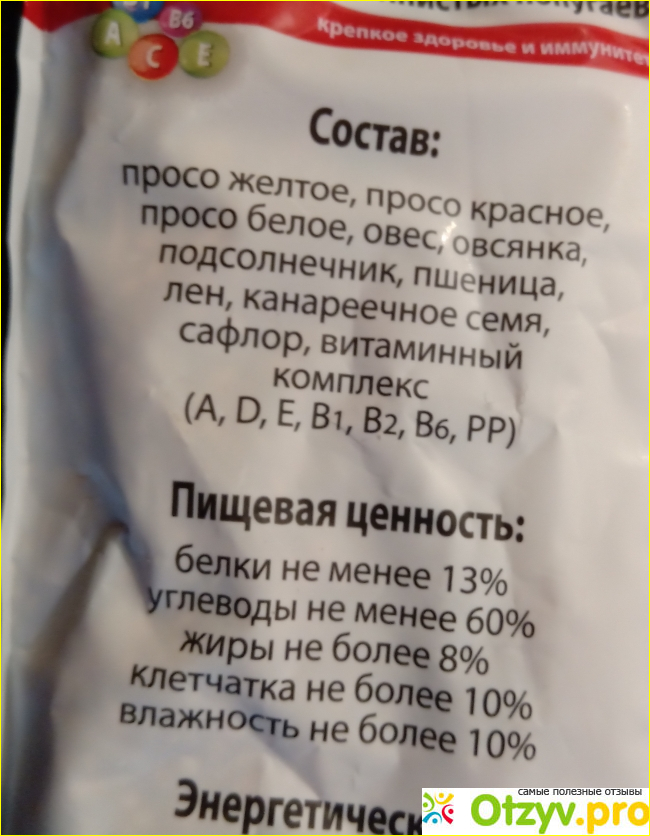 B6
A
C
E
Крепкое здоровье и иммунитет
Состав:
просо желтое, просо красное,
просо белое, овес, овсянка,
подсолнечник, пшеница,
лен, канареечное семя,
сафлор, витаминный
комплекс
(A, D, E, B1, B2, B6, PP)
Пищевая ценность:
белки не менее 13%
углеводы не менее 60%
жиры не более 8%
клетчатка не более 10%
влажность не более 10%
Энергетическ
самые полезные отзывы
Otzyv.pro